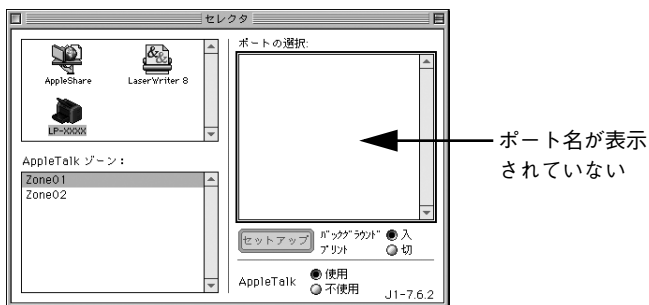 セレクタ
ポートの選択:
AppleShare
LaserWriter 8
LP-XXXX
AppleTalk ゾーン：
Zone01
Zone02
セットアップ
ﾊﾞｯｸｸﾞﾗｳﾝﾄﾞ
ﾌﾟﾘﾝﾄ
入
切
AppleTalk
使用
不使用
J1-7.6.2
ポート名が表示
されていない